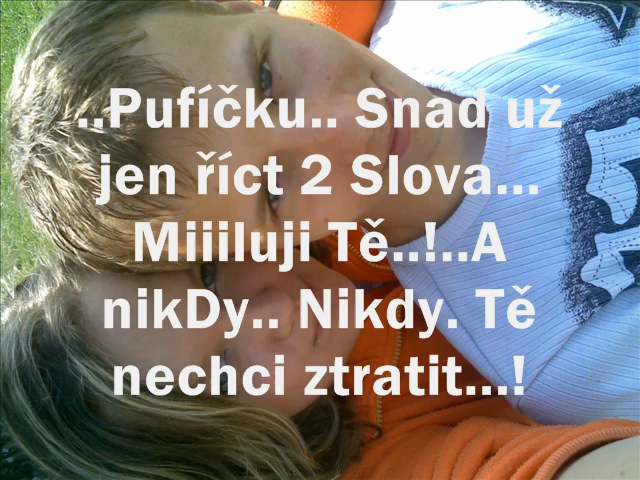 ..Pufíčku.. Snad už
jen říct 2 Slova...
Miiiluji Tě..!..A
nikDy.. Nikdy. Tě
nechci ztratit...!